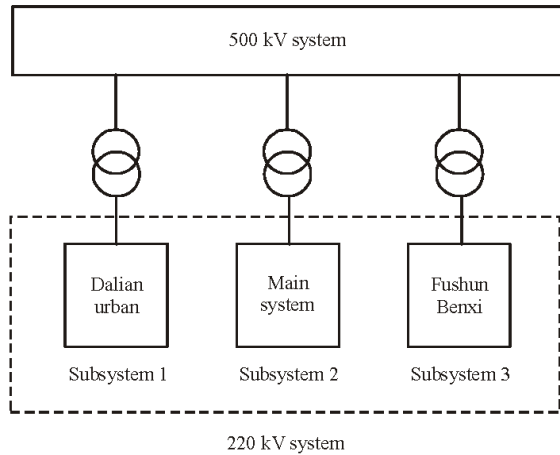 500 kV system
Dalian
urban
Main
system
Fushun
Benxi
Subsystem 1
Subsystem 2
Subsystem 3
220 kV system